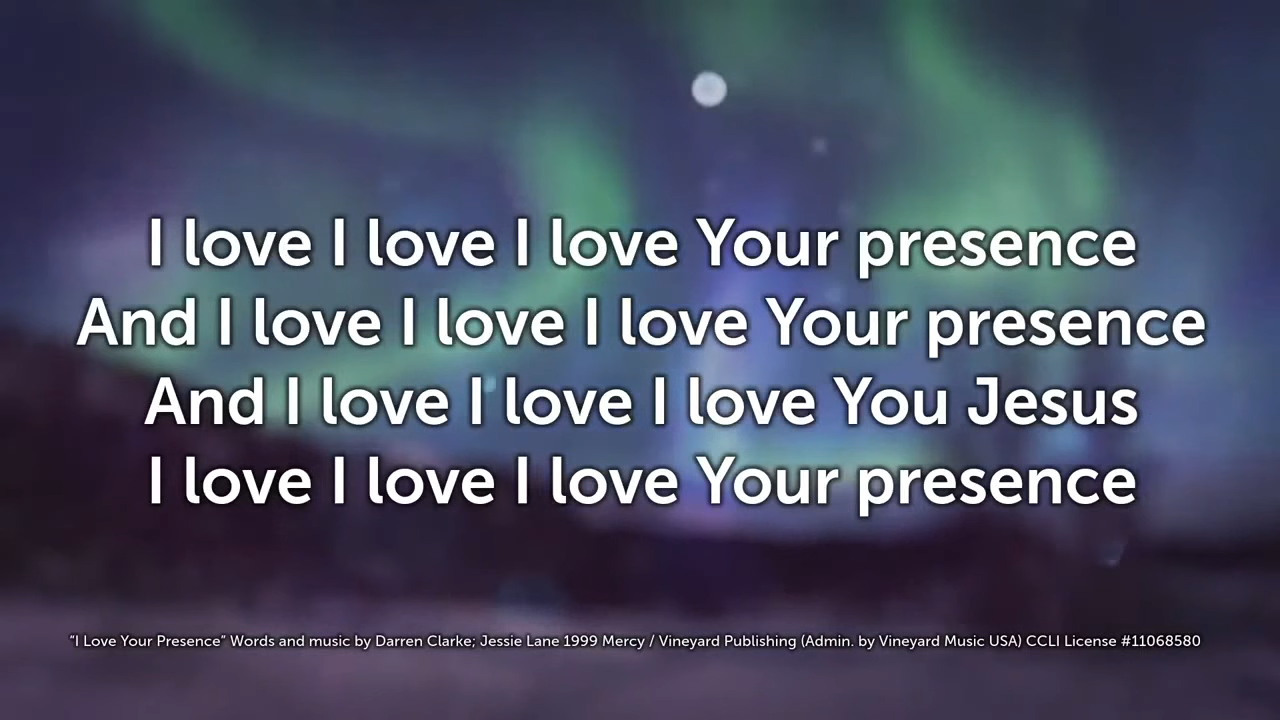 I love I love I love Your presence
And I love I love I love Your presence
And I love I love I love You Jesus
I love I love I love Your presence
“I Love Your Presence” Words and music by Darren Clarke; Jessie Lane 1999 Mercy / Vineyard Publishing (Admin. by Vineyard Music USA) CCLI License #11068580